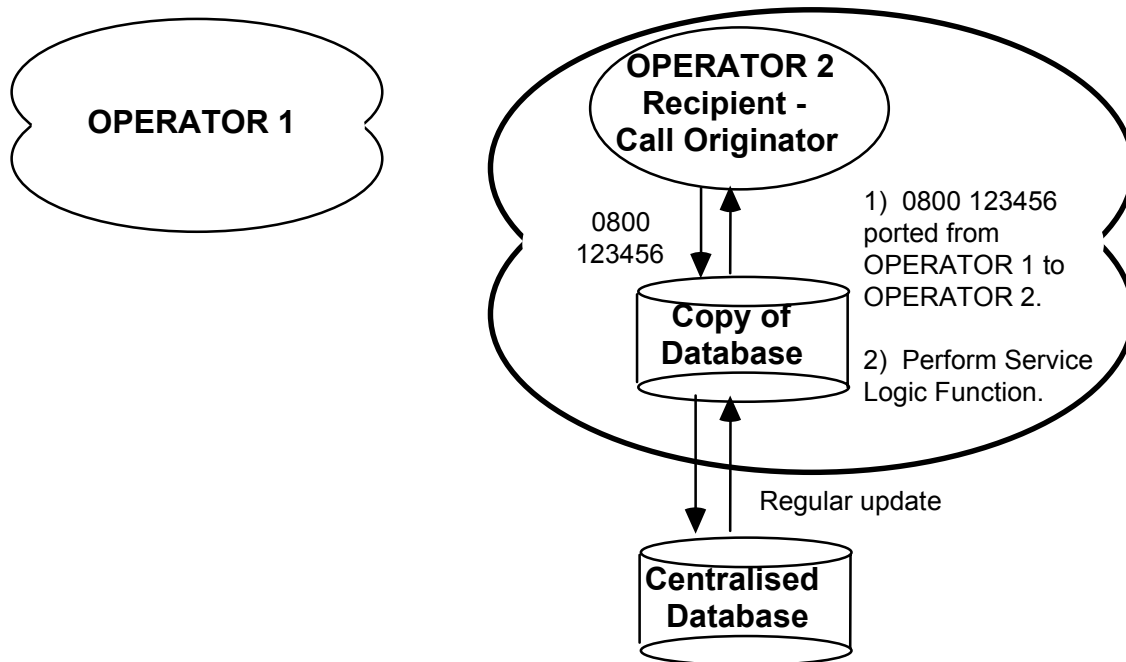 OPERATOR 1
OPERATOR 2
Recipient -
Call Originator
0800
123456
1) 0800 123456
ported from
OPERATOR 1 to
OPERATOR 2.
Copy of
Database
2) Perform Service
Logic Function.
Regular update
Centralised
Database